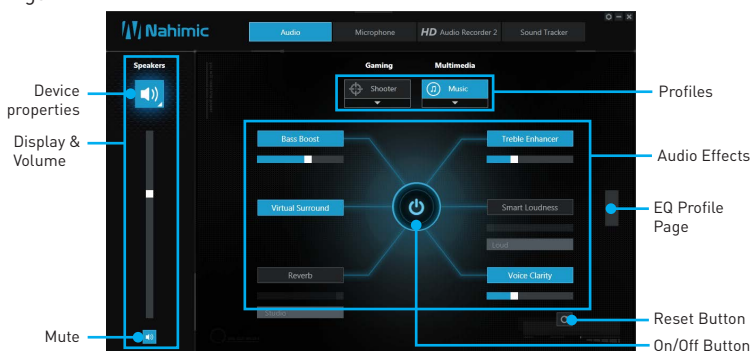 Nahimic
Audio
Microphone
HD Audio Recorder 2
Sound Tracker
Speakers
Gaming
Multimedia
Shooter
Music
Device
properties
Display &
Volume
Mute
Profiles
Audio Effects
EQ Profile
Page
Reset Button
On/Off Button
Bass Boost
Treble Enhancer
Virtual Surround
Smart Loudness
Loud
Reverb
Studio
Voice Clarity